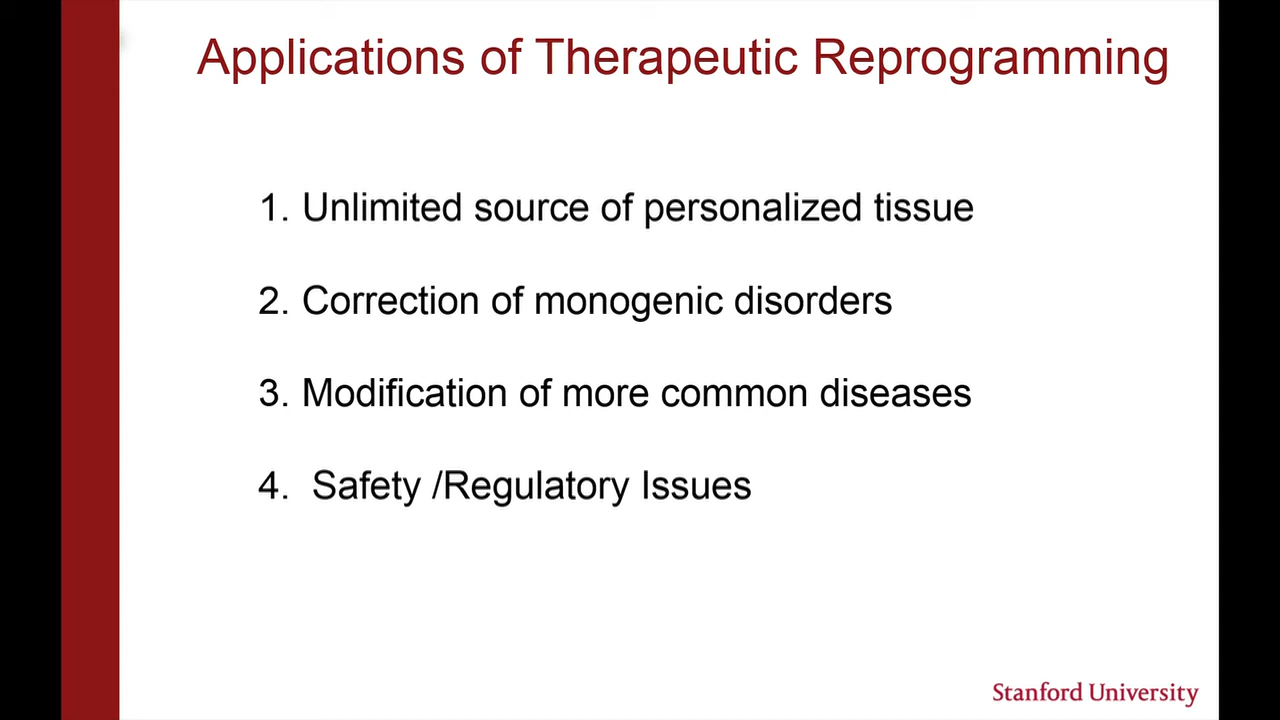 Applications of Therapeutic Reprogramming
1. Unlimited source of personalized tissue
2. Correction of monogenic disorders
3. Modification of more common diseases
4. Safety /Regulatory Issues
Stanford University